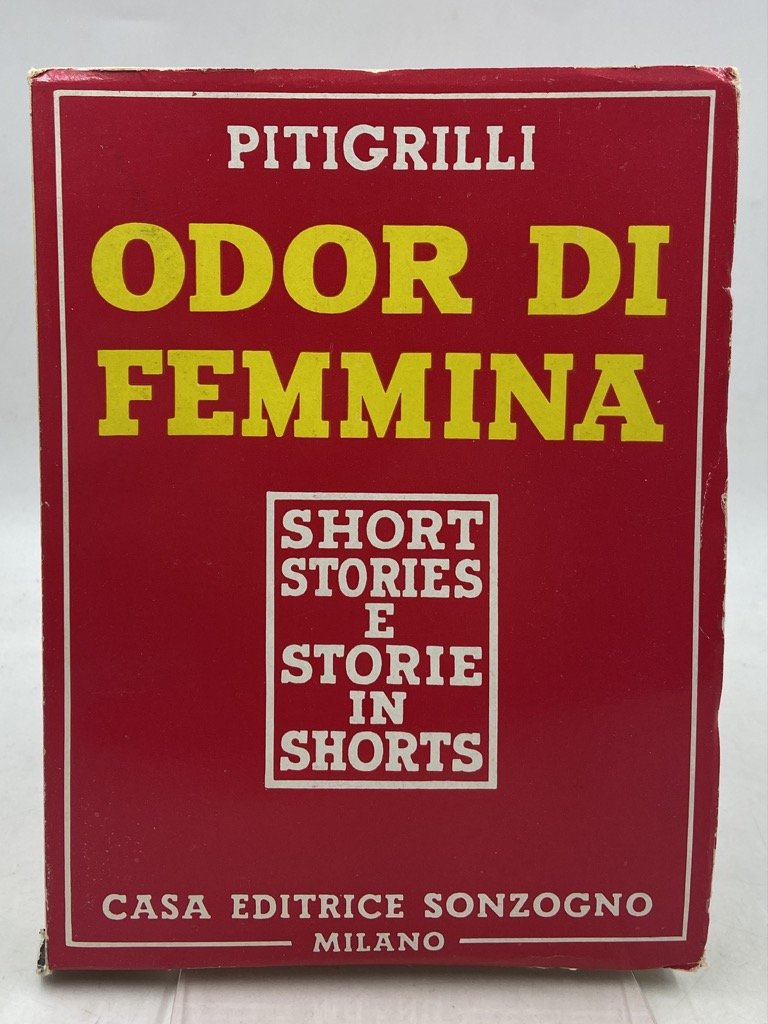 PITIGRILLI
ODOR DI
FEMMINA
SHORT
STORIES
E
STORIE
IN
SHORTS
CASA EDITRICE SONZOGNO
MILANO